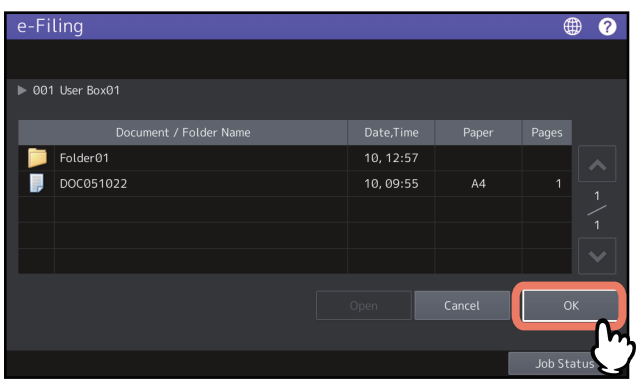 e-Filing ?
001 User Box01
Document / Folder Name Date,Time Paper Pages
Folder01 10, 12:57
DOC051022 10, 09:55 A4 1
1
1
Open Cancel OK
Job Status